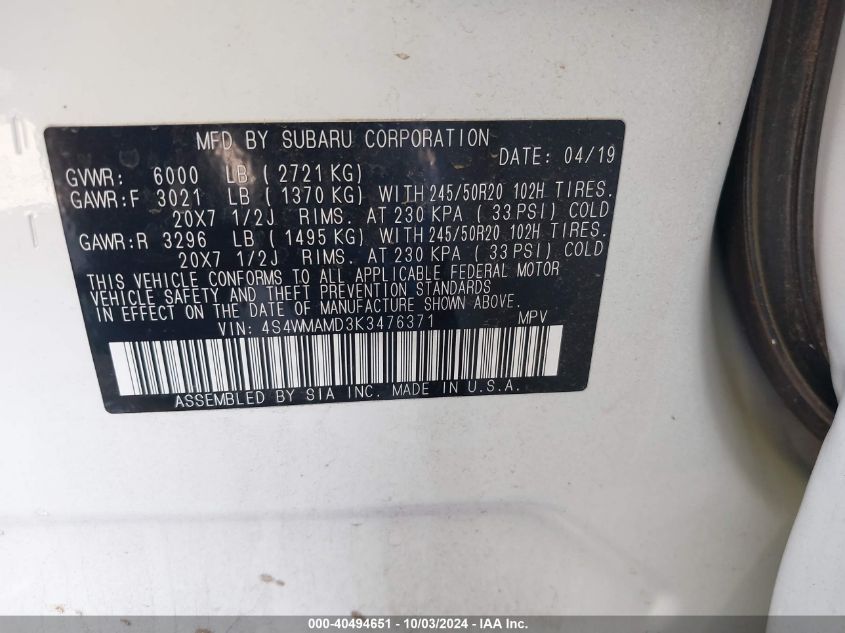 MFD BY SUBARU CORPORATION
DATE: 04/19
GVWR: 6000 LB (2721 KG)
GAWR:F 3021 LB (1370 KG) WITH 245/50R20 102H TIRES.
20X7 1/2J RIMS. AT 230 KPA (33 PSI) COLD
GAWR:R 3296 LB (1495 KG) WITH 245/50R20 102H TIRES.
20X7 1/2J RIMS. AT 230 KPA (33 PSI) COLD
THIS VEHICLE CONFORMS TO ALL APPLICABLE FEDERAL MOTOR
VEHICLE SAFETY AND THEFT PREVENTION STANDARDS
IN EFFECT ON THE DATE OF MANUFACTURE SHOWN ABOVE.
VIN: 4S4WMAMD3K3476371 MPV
ASSEMBLED BY SIA INC. MADE IN U.S.A.
000-40494651 - 10/03/2024 - IAA Inc.